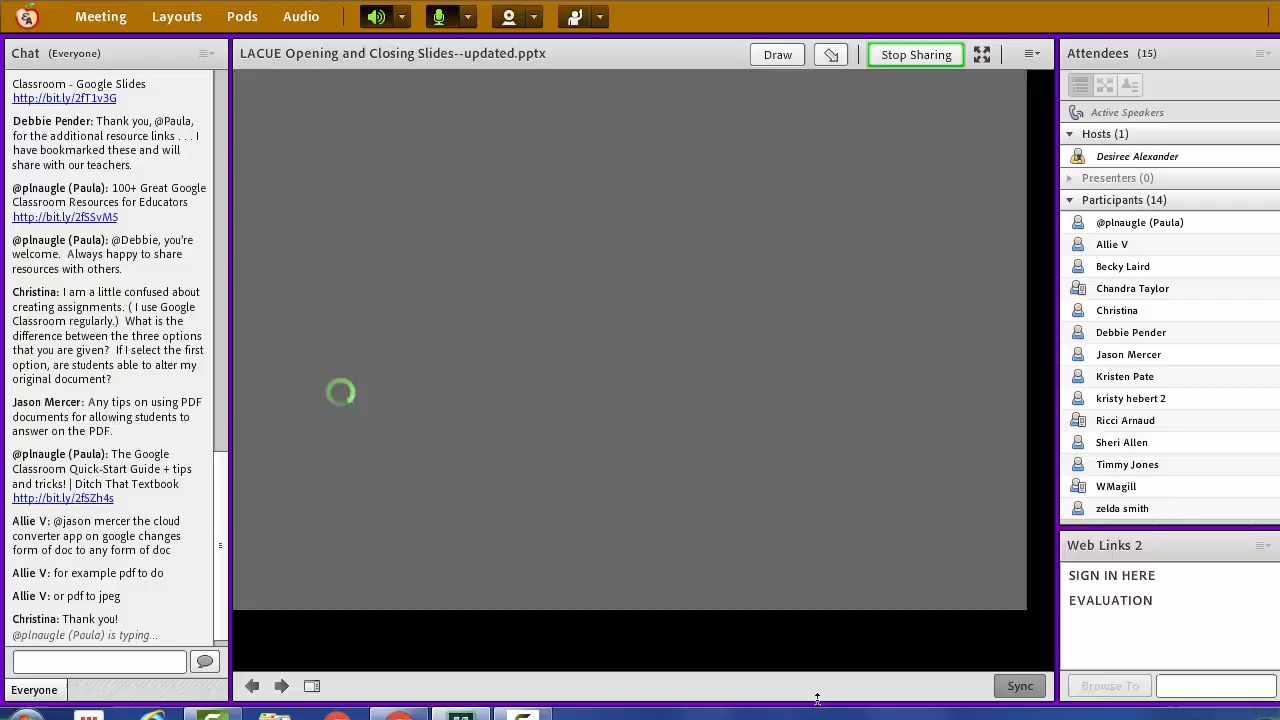 Meeting Layouts Pods Audio
Chat (Everyone)
Classroom - Google Slides
http://bit.ly/2fT1v3G
Debbie Pender: Thank you, @Paula,
for the additional resource links . . . I
have bookmarked these and will
share with our teachers.
@plnaugle (Paula): 100+ Great Google
Classroom Resources for Educators
http://bit.ly/2fSSvM5
@plnaugle (Paula): @Debbie, you're
welcome. Always happy to share
resources with others.
Christina: I am a little confused about
creating assignments. ( I use Google
Classroom regularly.) What is the
difference between the three options
that you are given? If I select the first
option, are students able to alter my
original document?
Jason Mercer: Any tips on using PDF
documents for allowing students to
answer on the PDF.
@plnaugle (Paula): The Google
Classroom Quick-Start Guide + tips
and tricks! | Ditch That Textbook
http://bit.ly/2fSZh4s
Allie V: @jason mercer the cloud
converter app on google changes
form of doc to any form of doc
Allie V: for example pdf to do
Allie V: or pdf to jpeg
Christina: Thank you!
@plnaugle (Paula) is typing...
Everyone
LACUE Opening and Closing Slides--updated.pptx
Draw
Stop Sharing
Sync
Attendees (15)
Active Speakers
Hosts (1)
Desiree Alexander
Presenters (0)
Participants (14)
@plnaugle (Paula)
Allie V
Becky Laird
Chandra Taylor
Christina
Debbie Pender
Jason Mercer
Kristen Pate
kristy hebert 2
Ricci Arnaud
Sheri Allen
Timmy Jones
WMagill
zelda smith
Web Links 2
SIGN IN HERE
EVALUATION
Browse To